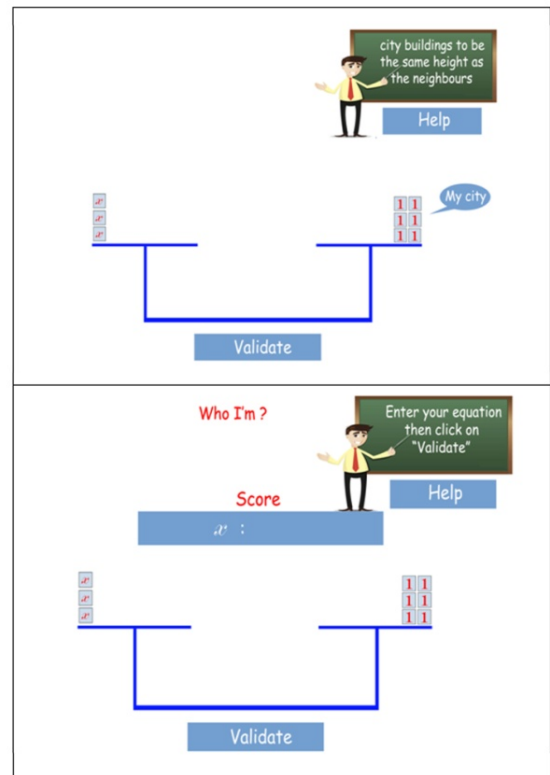 city buildings to be
the same height as
the neighbours
Help
x
x
x
1 1
1 1
1 1
My city
Validate
Who I'm ?
Enter your equation
then click on
"Validate"
Help
Score
x :
x
x
x
1 1
1 1
1 1
Validate